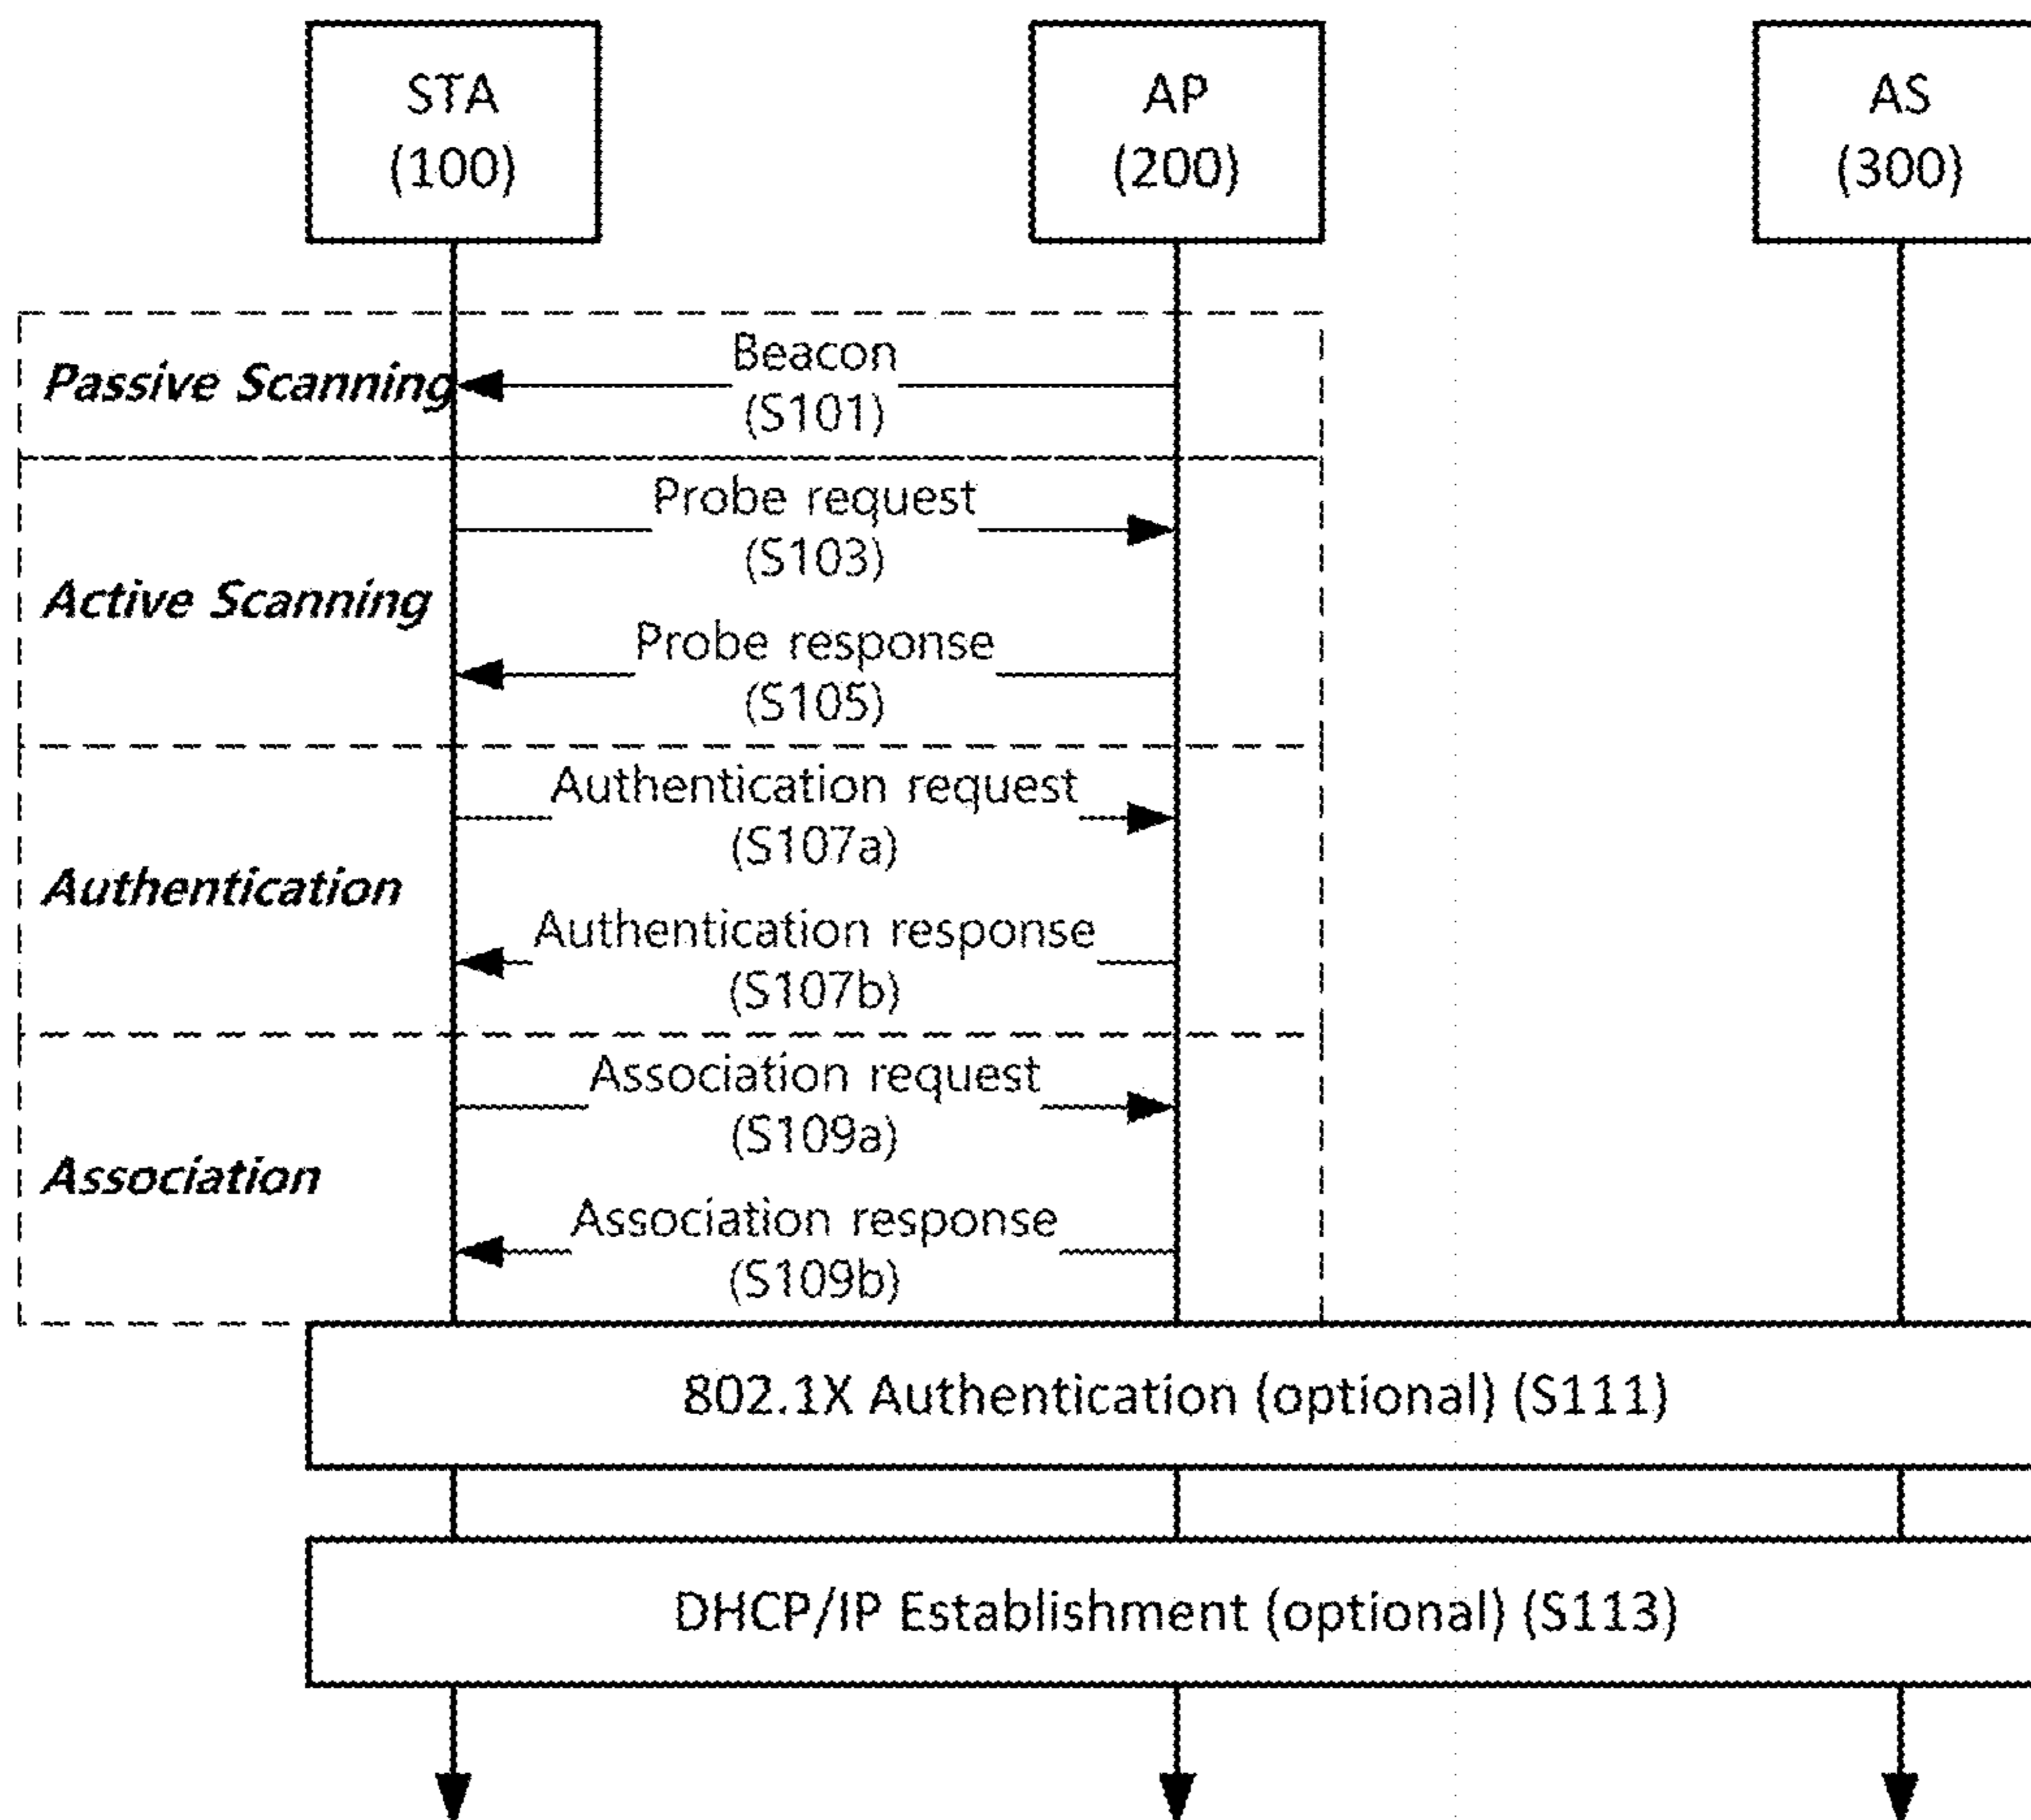 STA
(100)
AP
(200)
AS
(300)
Passive Scanning
Beacon
(S101)
Active Scanning
Probe request
(S103)
Probe response
(S105)
Authentication
Authentication request
(S107a)
Authentication response
(S107b)
Association
Association request
(S109a)
Association response
(S109b)
802.1X Authentication (optional) (S111)
DHCP/IP Establishment (optional) (S113)